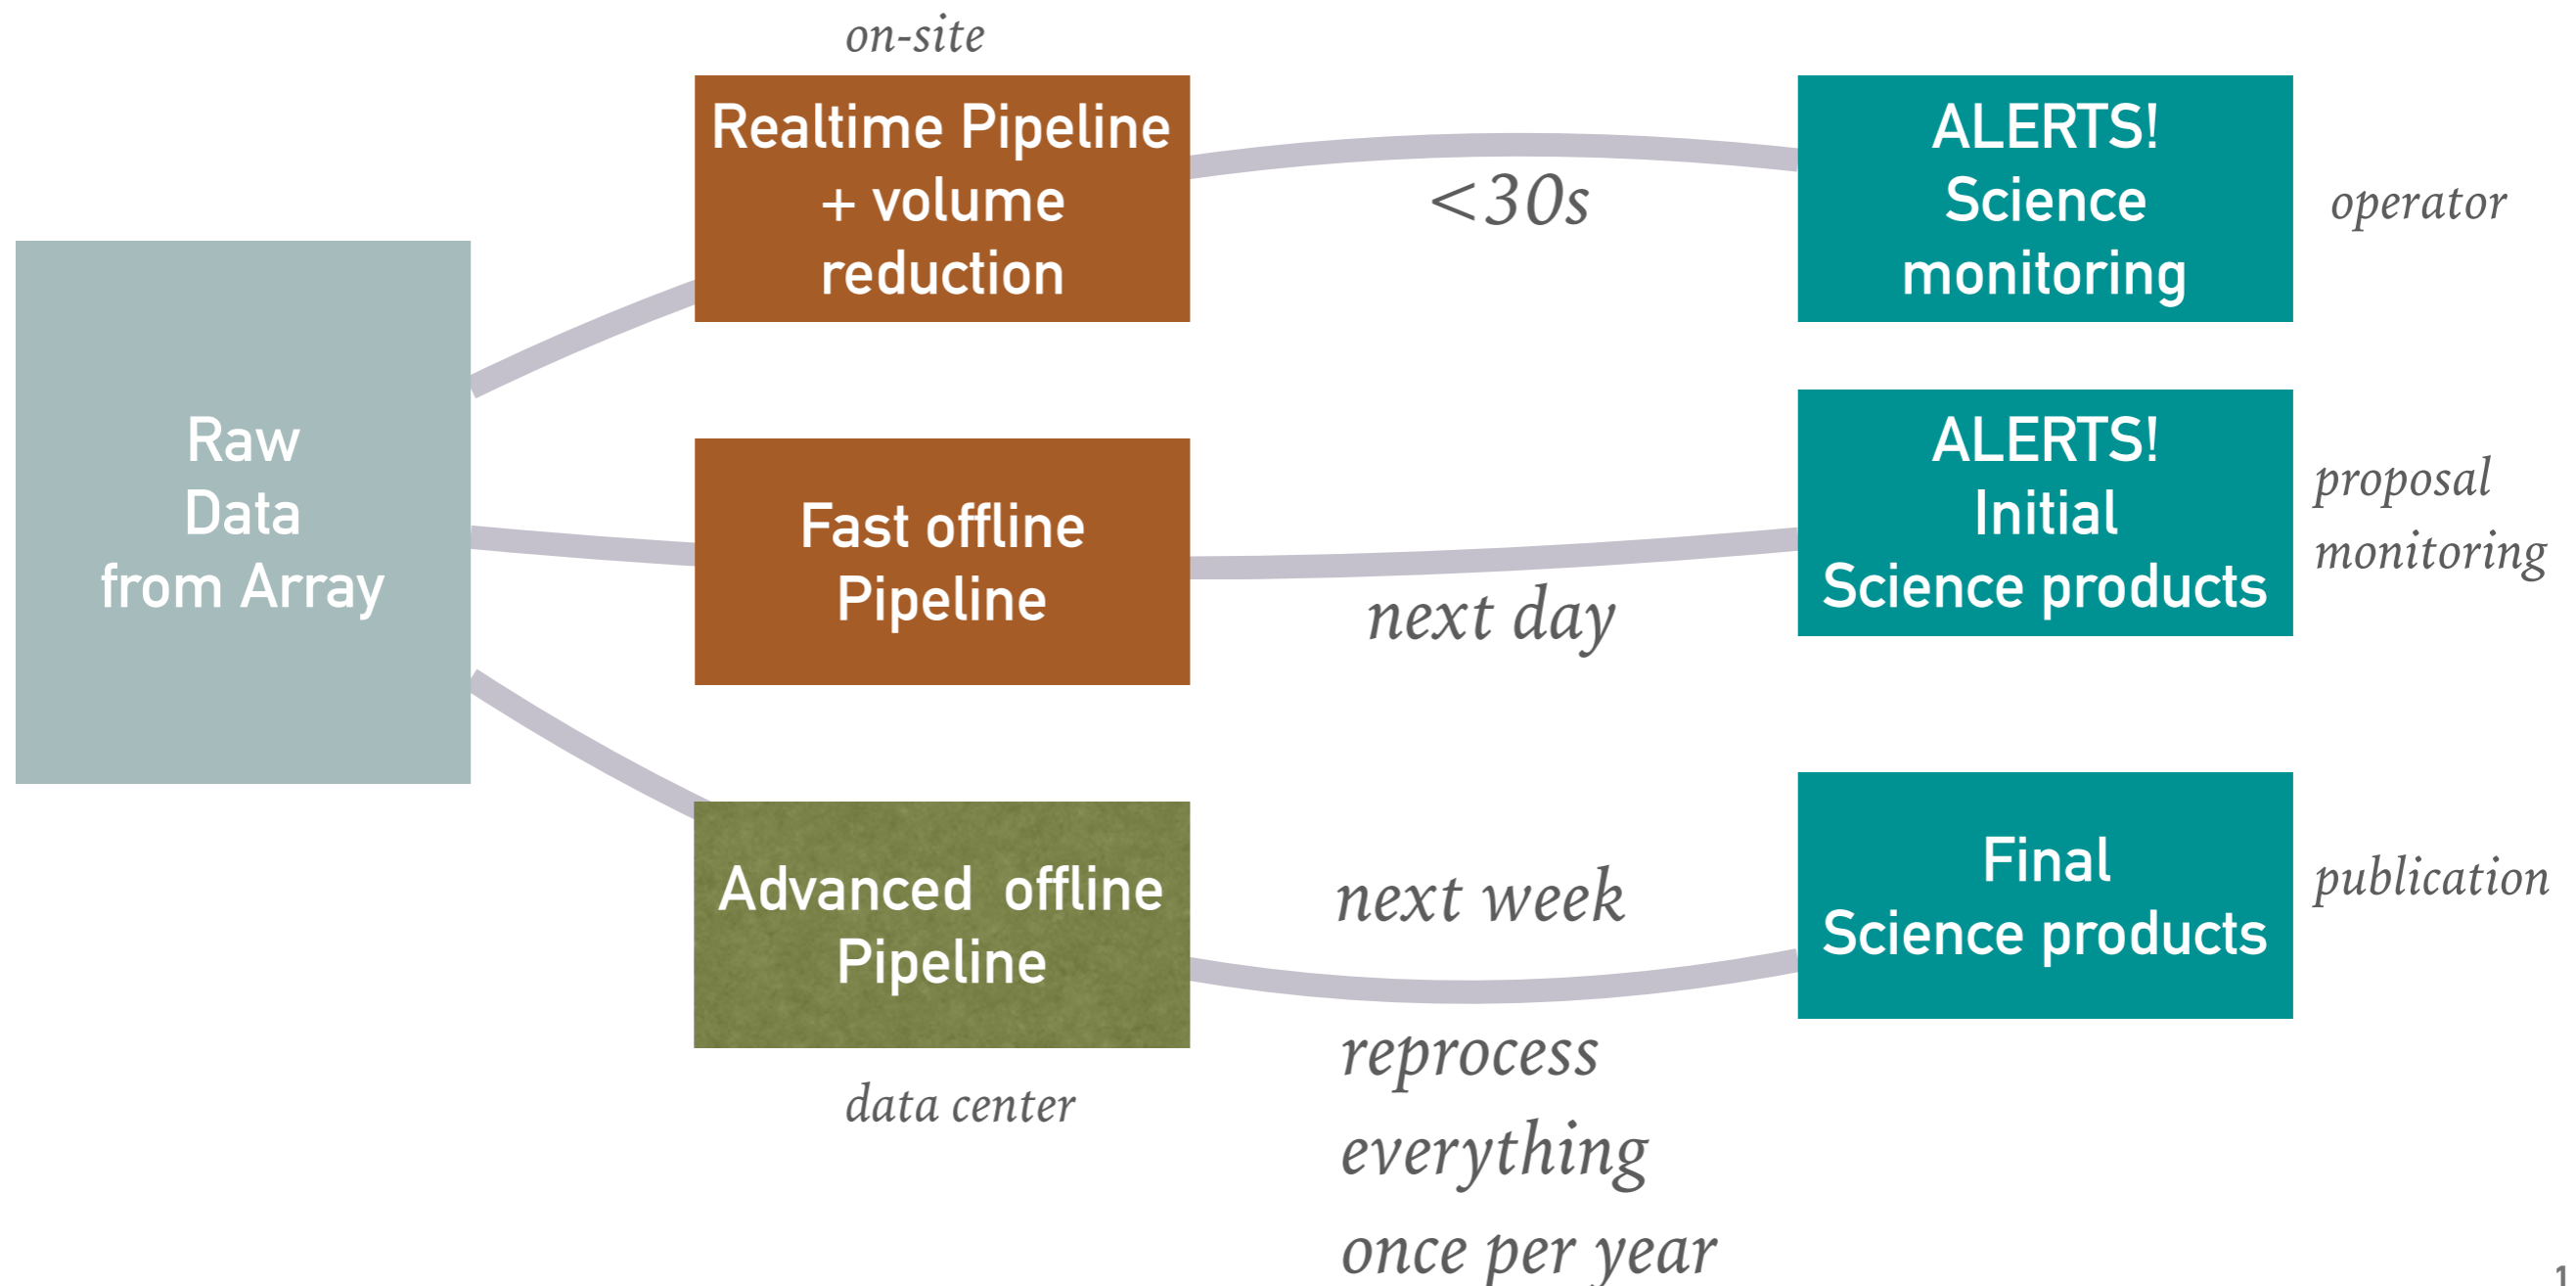 on-site
Realtime Pipeline
+ volume
reduction
<30s
ALERTS!
Science
monitoring
operator
Raw
Data
from Array
Fast offline
Pipeline
next day
ALERTS!
Initial
Science products
proposal
monitoring
Advanced offline
Pipeline
data center
next week
reprocess
everything
once per year
Final
Science products
publication
1